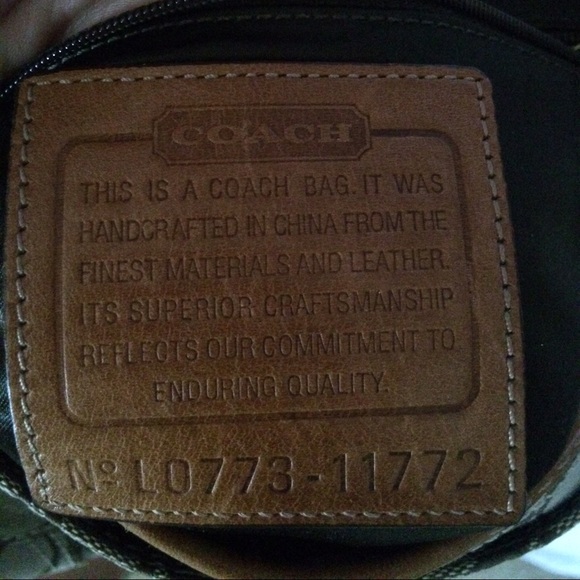 COACH
THIS IS A COACH BAG. IT WAS
HANDCRAFTED IN CHINA FROM THE
FINEST MATERIALS AND LEATHER.
ITS SUPERIOR CRAFTSMANSHIP
REFLECTS OUR COMMITMENT TO
ENDURING QUALITY.
Nº L0773-11772